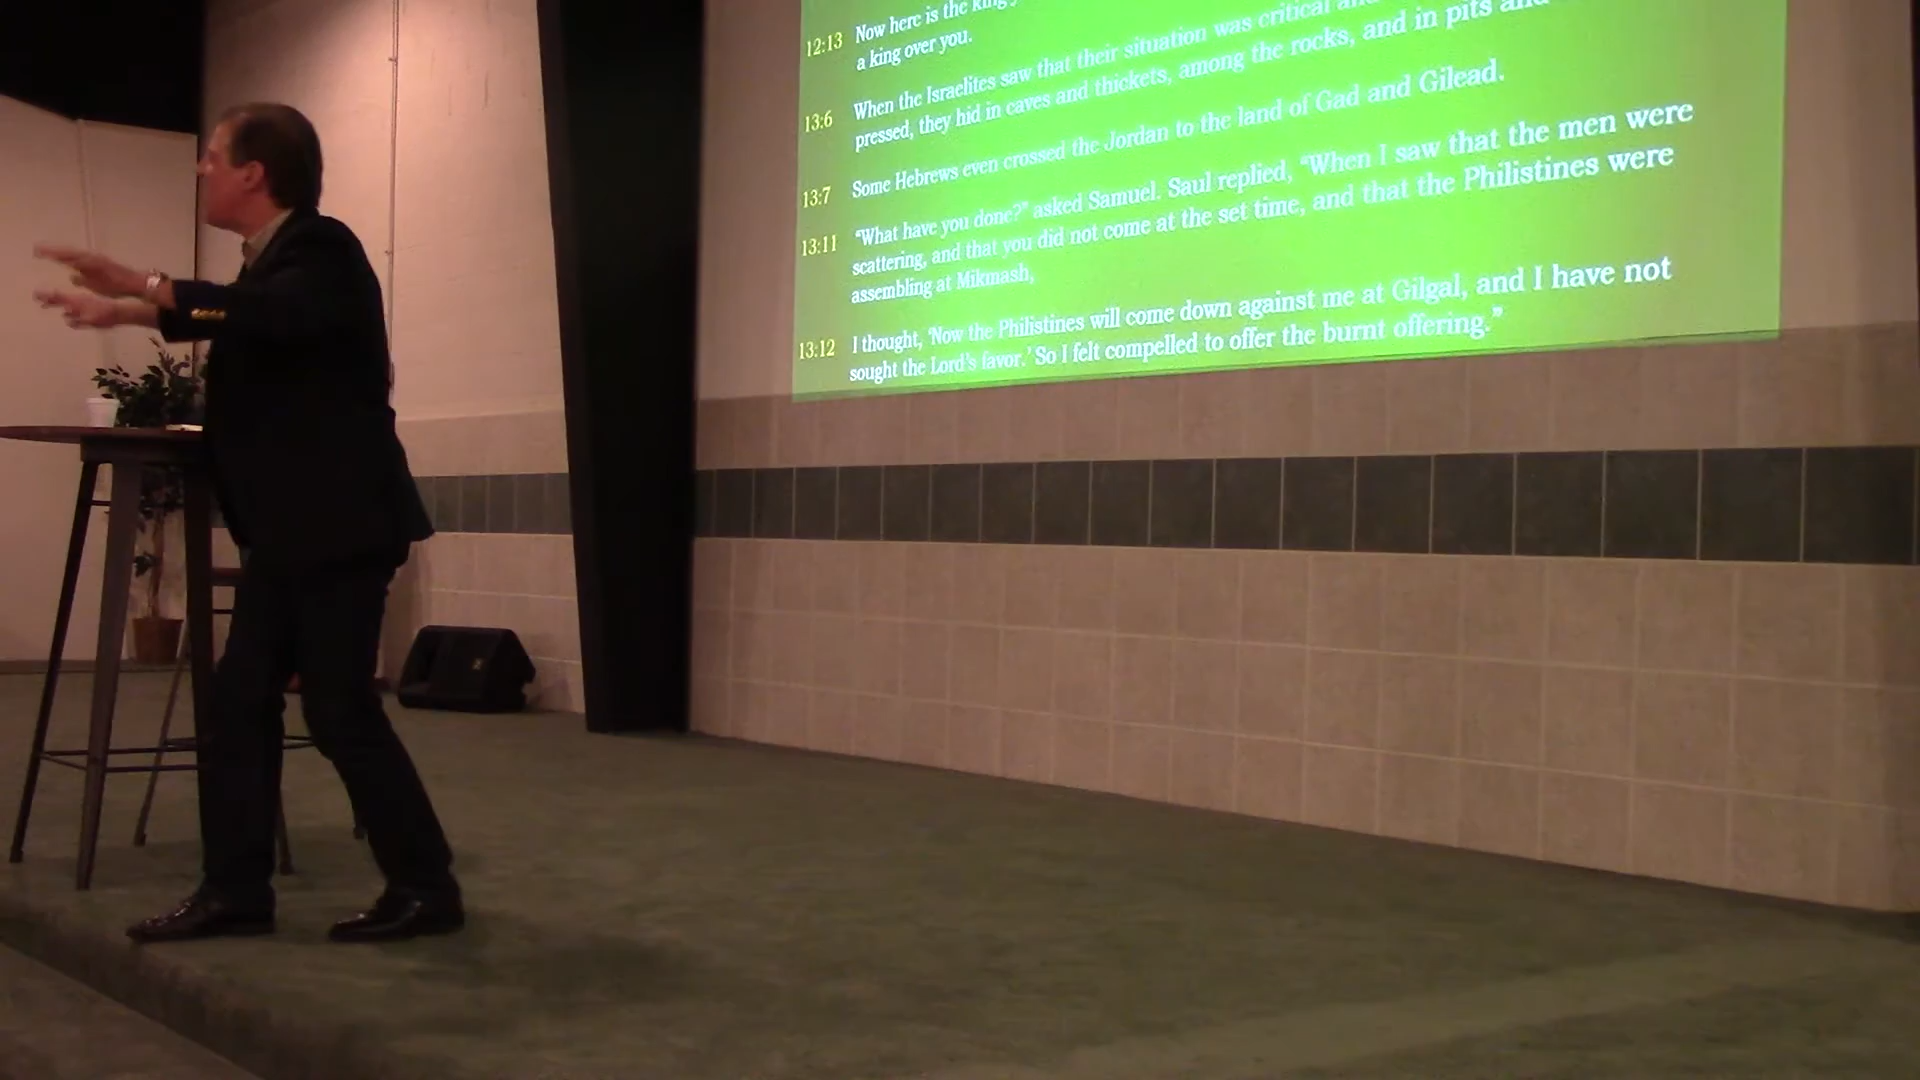 12:13 Now here is the king
a king over you.
13:6 When the Israelites saw that their situation was critical
pressed, they hid in caves and thickets, among the rocks, and in pits and
13:7 Some Hebrews even crossed the Jordan to the land of Gad and Gilead.
13:11 “What have you done?” asked Samuel. Saul replied, “When I saw that the men were
scattering, and that you did not come at the set time, and that the Philistines were
assembling at Mikmash,
13:12 I thought, ‘Now the Philistines will come down against me at Gilgal, and I have not
sought the Lord’s favor.’ So I felt compelled to offer the burnt offering.”